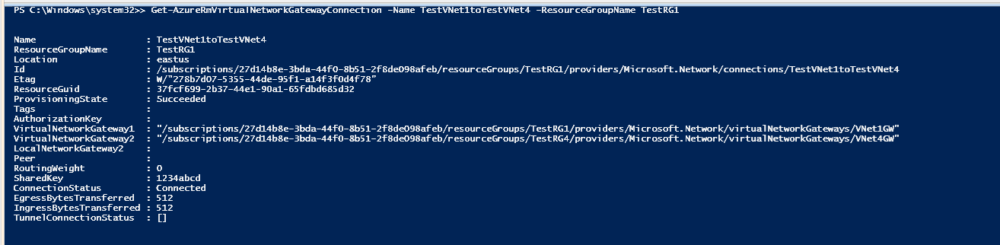 PS C:\Windows\system32>> Get-AzureRmVirtualNetworkGatewayConnection -Name TestVNet1toTestVNet4 -ResourceGroupName TestRG1
Name : TestVNet1toTestVNet4
ResourceGroupName : TestRG1
Location : eastus
Id : /subscriptions/27d14b8e-3bda-44f0-8b51-2f8de098afeb/resourceGroups/TestRG1/providers/Microsoft.Network/connections/TestVNet1toTestVNet4
Etag : W/"278b7d07-5355-44de-95f1-a14f3f0d4f78"
ResourceGuid : 37fcf699-2b37-44e1-90a1-65fdbd685d32
ProvisioningState : Succeeded
Tags :
AuthorizationKey :
VirtualNetworkGateway1 : "/subscriptions/27d14b8e-3bda-44f0-8b51-2f8de098afeb/resourceGroups/TestRG1/providers/Microsoft.Network/virtualNetworkGateways/VNet1GW"
VirtualNetworkGateway2 : "/subscriptions/27d14b8e-3bda-44f0-8b51-2f8de098afeb/resourceGroups/TestRG4/providers/Microsoft.Network/virtualNetworkGateways/VNet4GW"
LocalNetworkGateway2 :
Peer :
RoutingWeight : 0
SharedKey : 1234abcd
ConnectionStatus : Connected
EgressBytesTransferred : 512
IngressBytesTransferred : 512
TunnelConnectionStatus : []